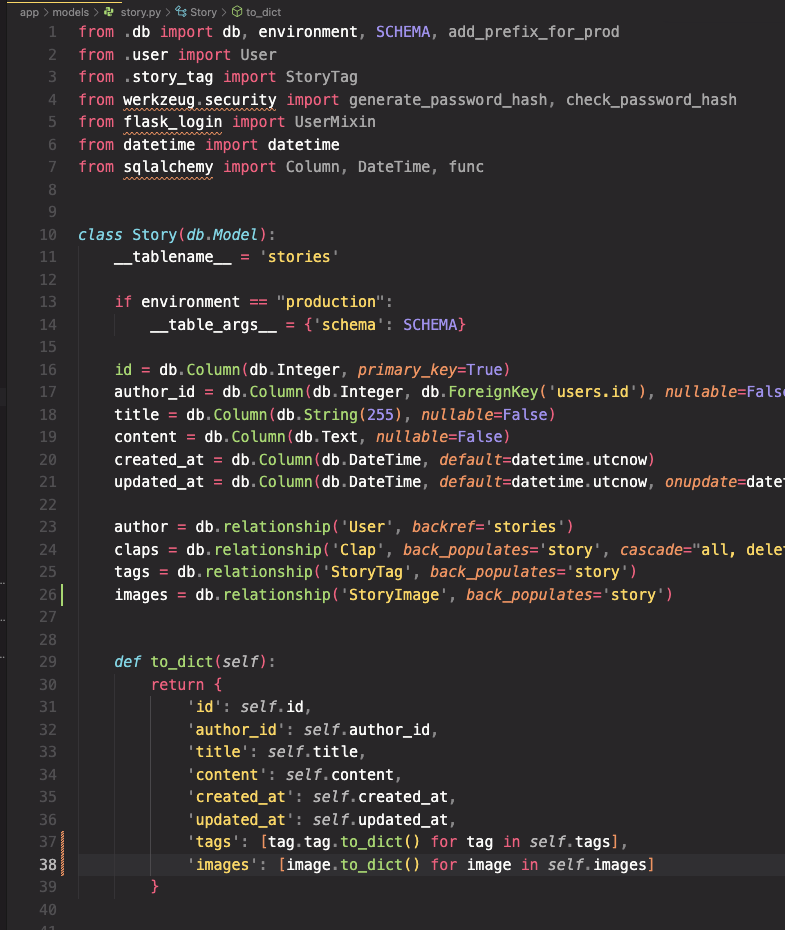 app > models > story.py > Story > to_dict
1 from .db import db, environment, SCHEMA, add_prefix_for_prod
2 from .user import User
3 from .story_tag import StoryTag
4 from werkzeug.security import generate_password_hash, check_password_hash
5 from flask_login import UserMixin
6 from datetime import datetime
7 from sqlalchemy import Column, DateTime, func
8
9
10 class Story(db.Model):
11     __tablename__ = 'stories'
12
13     if environment == "production":
14         __table_args__ = {'schema': SCHEMA}
15
16     id = db.Column(db.Integer, primary_key=True)
17     author_id = db.Column(db.Integer, db.ForeignKey('users.id'), nullable=False
18     title = db.Column(db.String(255), nullable=False)
19     content = db.Column(db.Text, nullable=False)
20     created_at = db.Column(db.DateTime, default=datetime.utcnow)
21     updated_at = db.Column(db.DateTime, default=datetime.utcnow, onupdate=datet
22
23     author = db.relationship('User', backref='stories')
24     claps = db.relationship('Clap', back_populates='story', cascade="all, delet
25     tags = db.relationship('StoryTag', back_populates='story')
26     images = db.relationship('StoryImage', back_populates='story')
27
28
29     def to_dict(self):
30         return {
31             'id': self.id,
32             'author_id': self.author_id,
33             'title': self.title,
34             'content': self.content,
35             'created_at': self.created_at,
36             'updated_at': self.updated_at,
37             'tags': [tag.tag.to_dict() for tag in self.tags],
38             'images': [image.to_dict() for image in self.images]
39         }
40